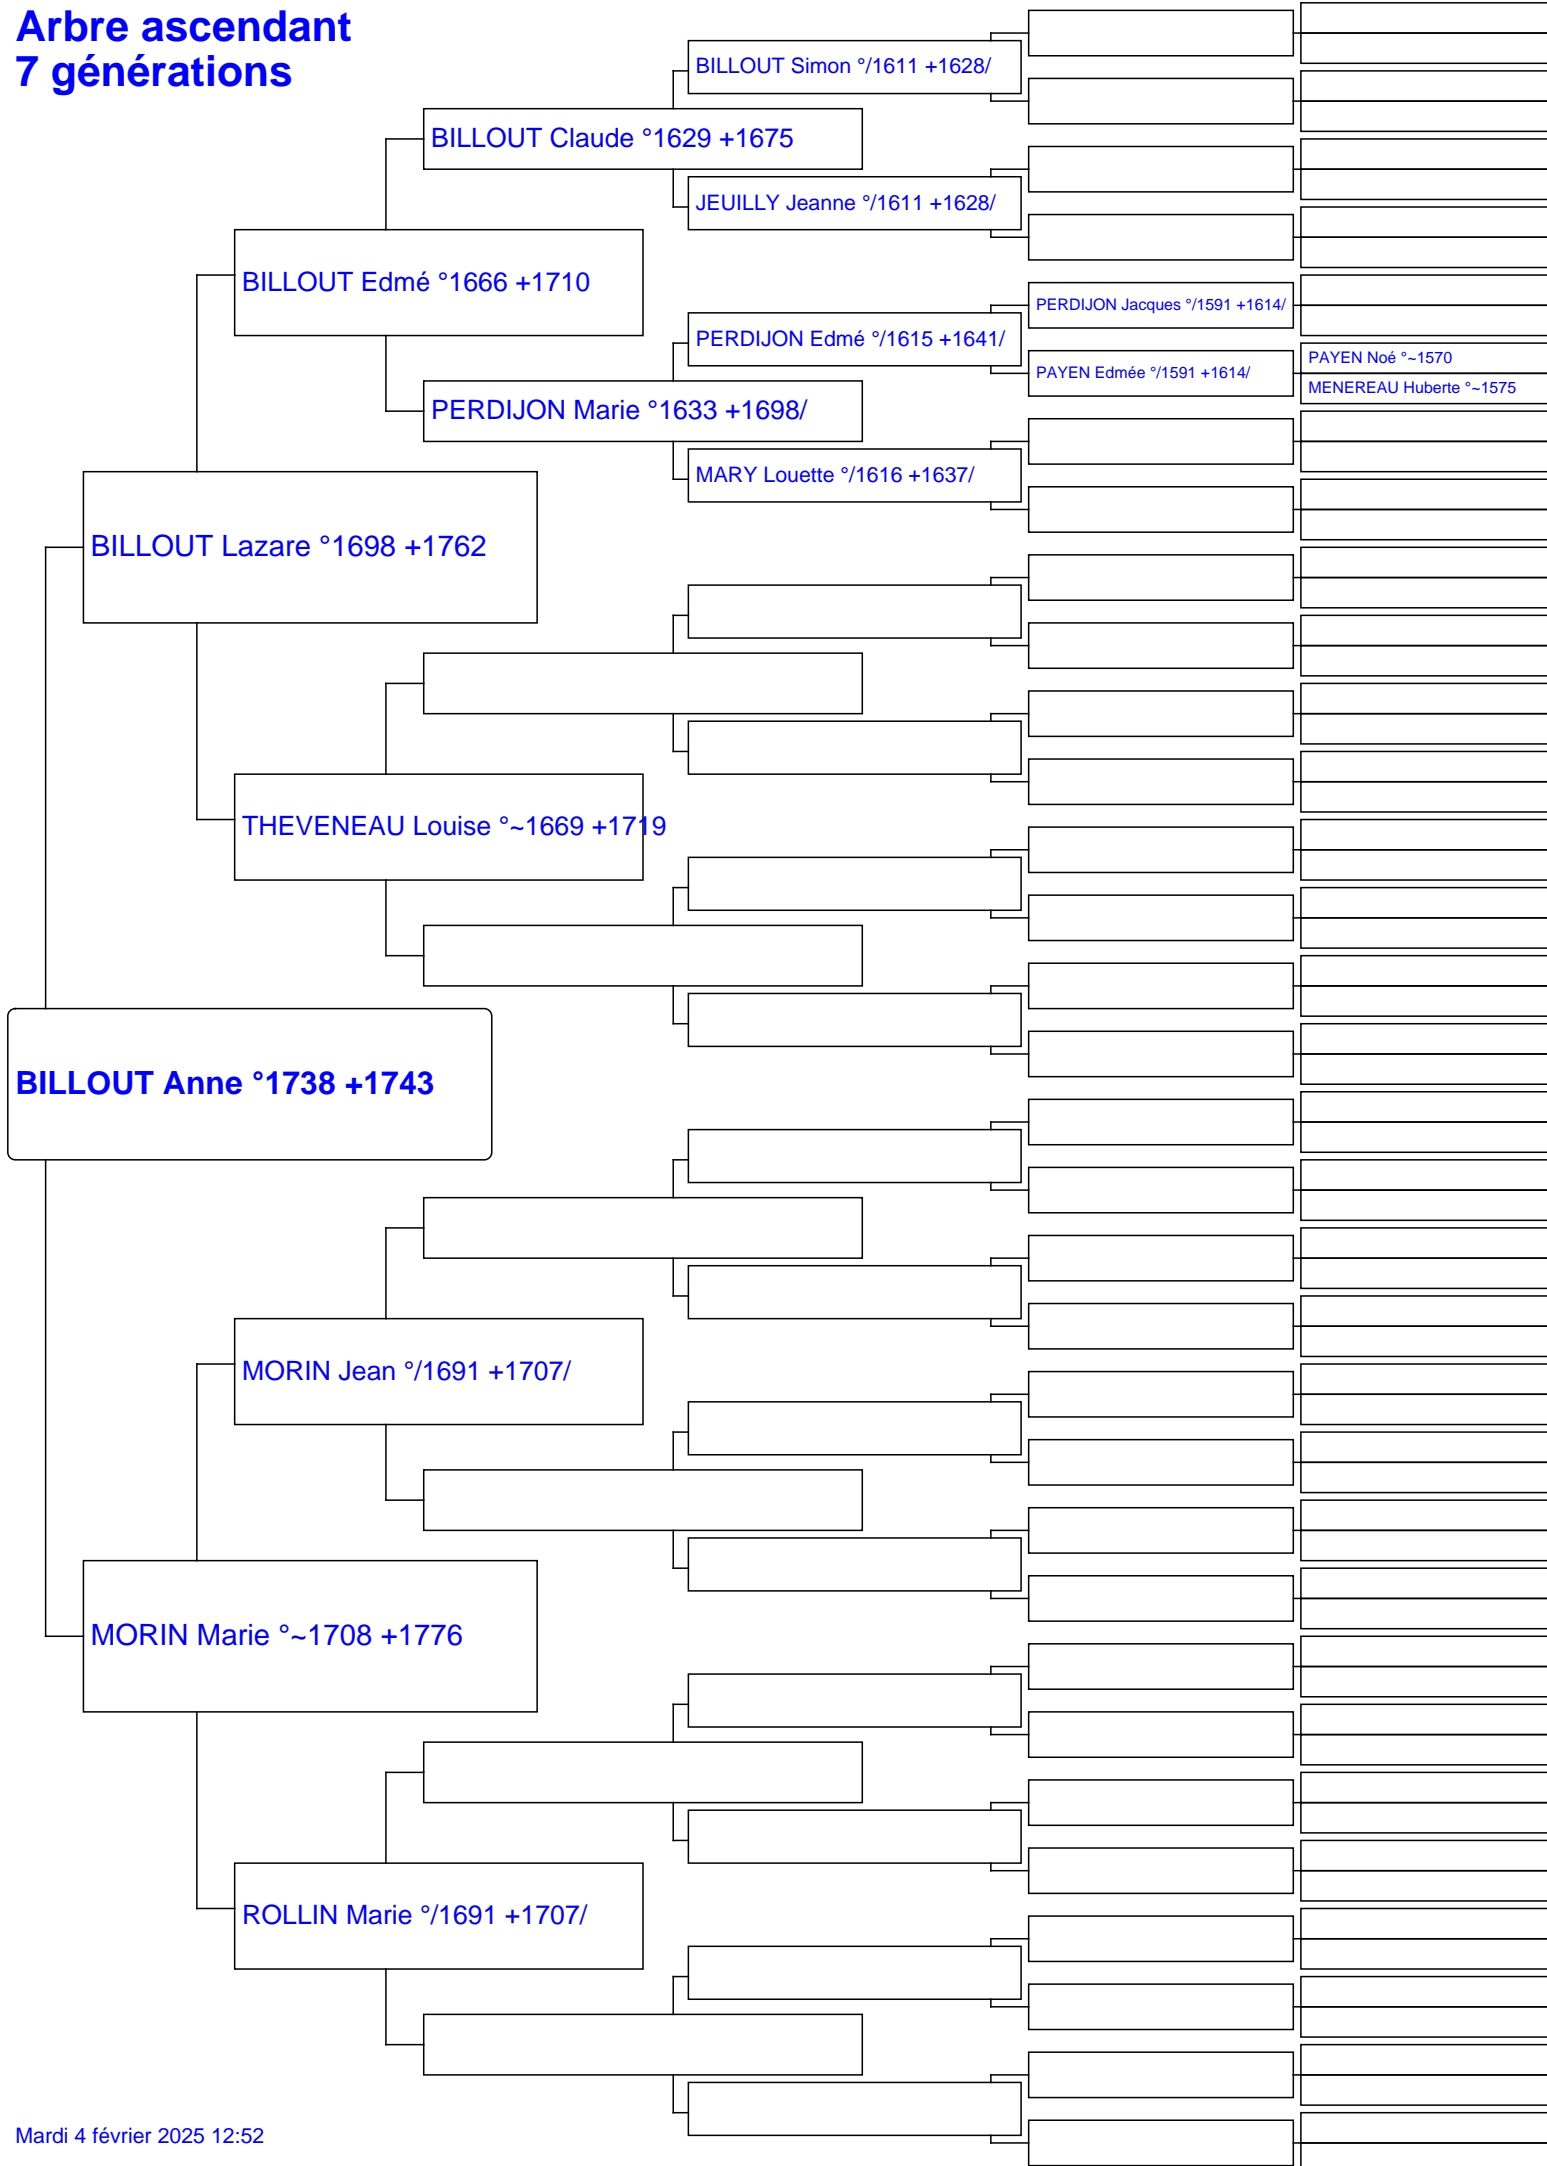 Arbre ascendant
7 générations
BILLOUT Simon °/1611 +1628/
BILLOUT Claude °1629 +1675
JEUILLY Jeanne °/1611 +1628/
BILLOUT Edmé °1666 +1710
PERDIJON Jacques °/1591 +1614/
PERDIJON Edmé °/1615 +1641/
PAYEN Noé °~1570
PAYEN Edmée °/1591 +1614/
MENEREAU Huberte °~1575
PERDIJON Marie °1633 +1698/
MARY Louette °/1616 +1637/
BILLOUT Lazare °1698 +1762
THEVENEAU Louise °~1669 +1719
BILLOUT Anne °1738 +1743
MORIN Jean °/1691 +1707/
MORIN Marie °~1708 +1776
ROLLIN Marie °/1691 +1707/
Mardi 4 février 2025 12:52